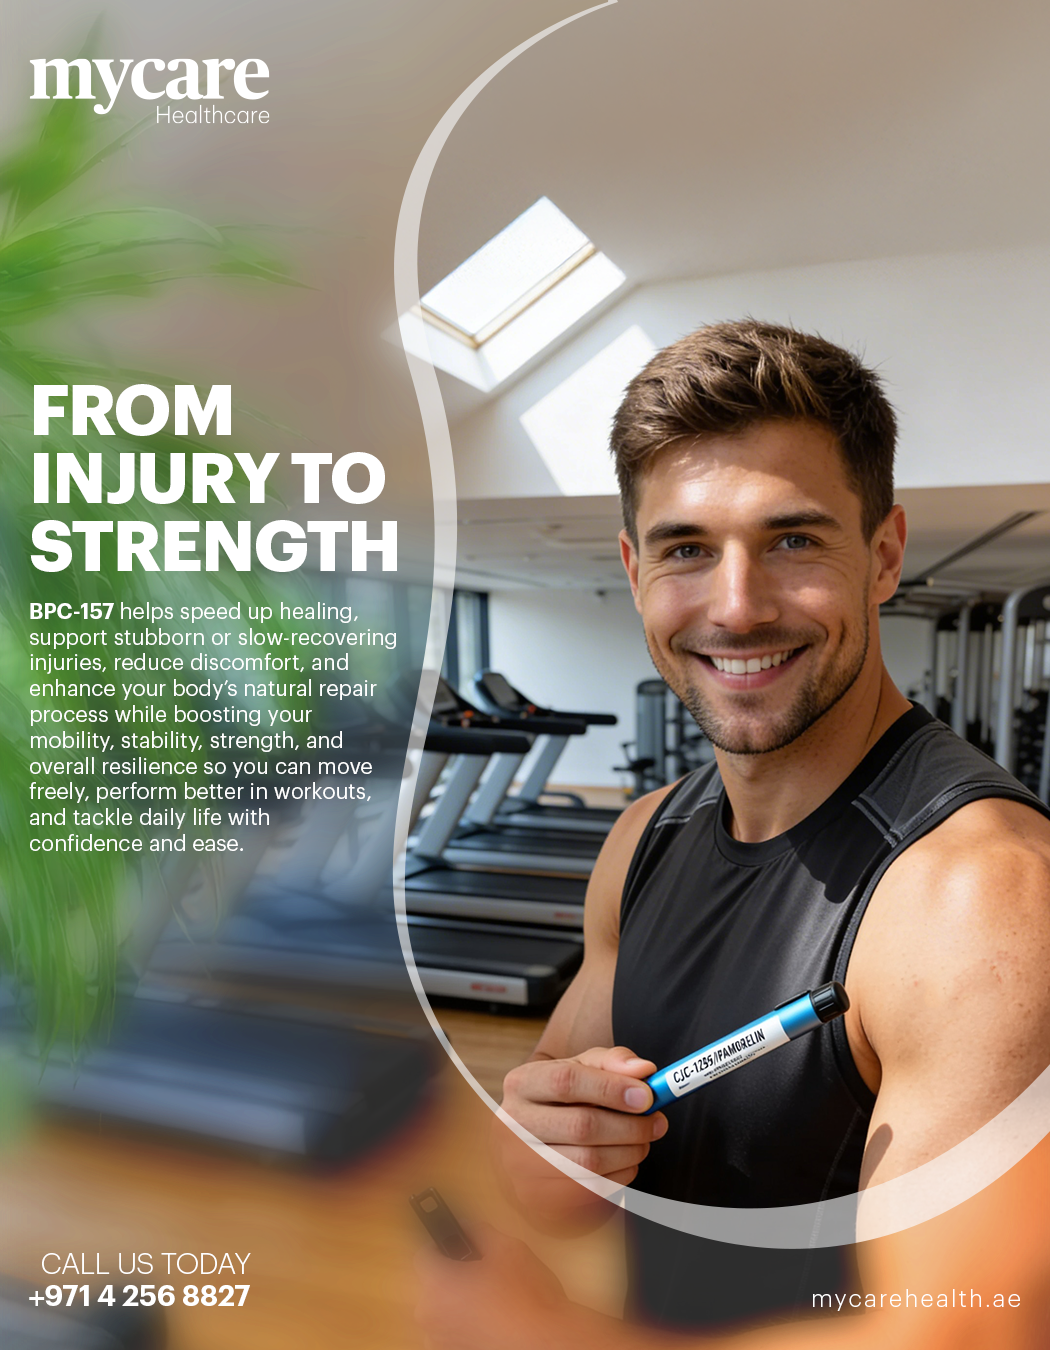 mycare
Healthcare
FROM
INJURY TO
STRENGTH
BPC-157 helps speed up healing,
support stubborn or slow-recovering
injuries, reduce discomfort, and
enhance your body's natural repair
process while boosting your
mobility, stability, strength, and
overall resilience so you can move
freely, perform better in workouts,
and tackle daily life with
confidence and ease.
CJC-1295/IPAMORELIN
CALL US TODAY
+971 4 256 8827
mycarehealth.ae